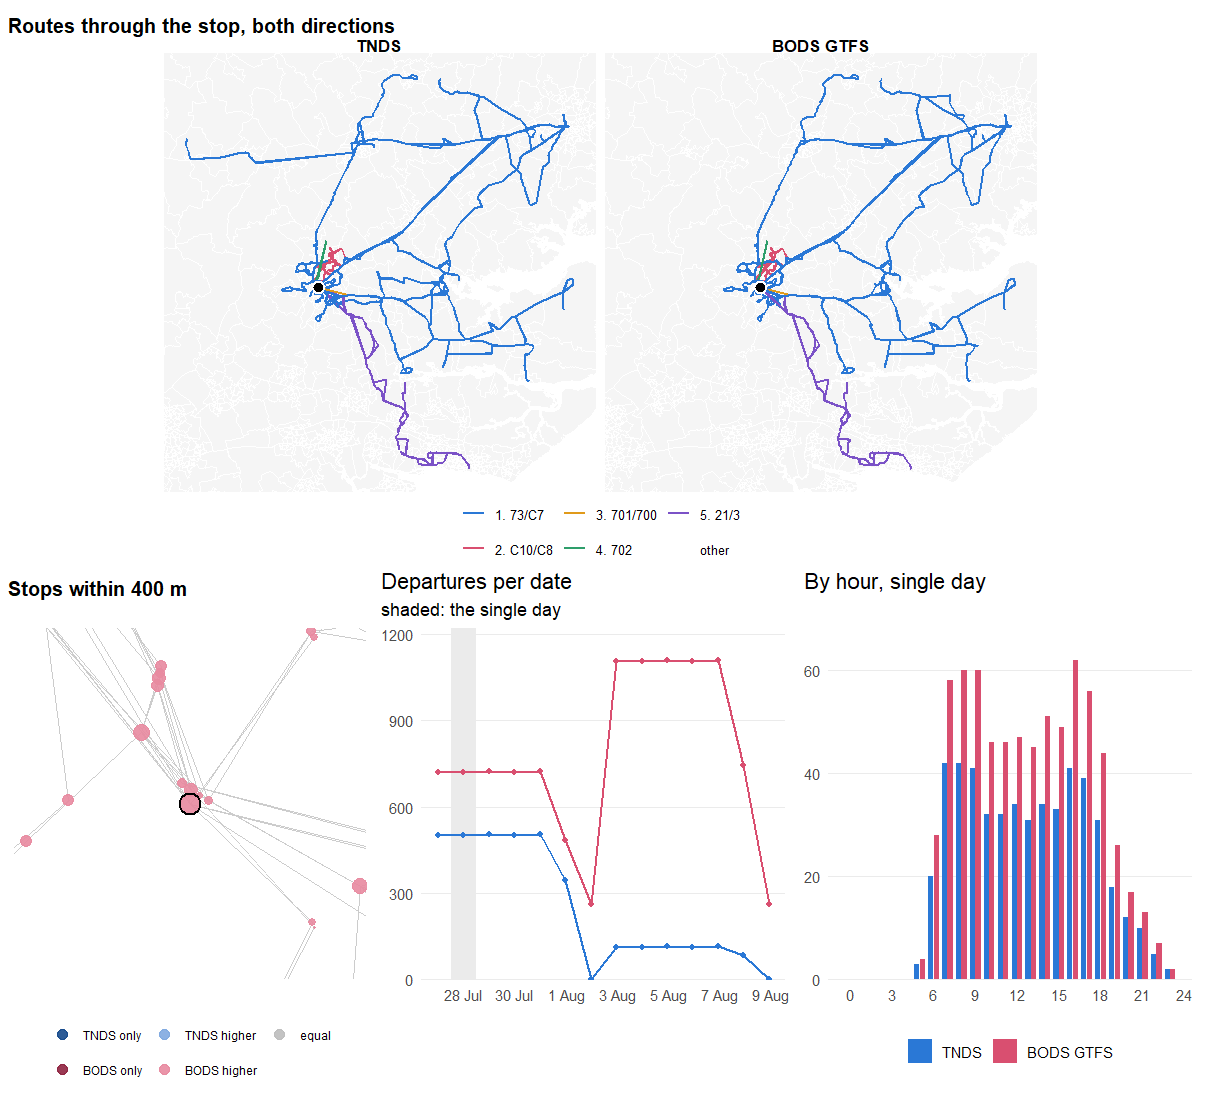 Routes through the stop, both directions
TNDS
BODS GTFS
1. 73/C7
3. 701/700
5. 21/3
2. C10/C8
4. 702
other
Stops within 400 m
TNDS only
TNDS higher
equal
BODS only
BODS higher
Departures per date
shaded: the single day
1200
900
600
300
0
28 Jul
30 Jul
1 Aug
3 Aug
5 Aug
7 Aug
9 Aug
By hour, single day
60
40
20
0
0
3
6
9
12
15
18
21
24
TNDS
BODS GTFS